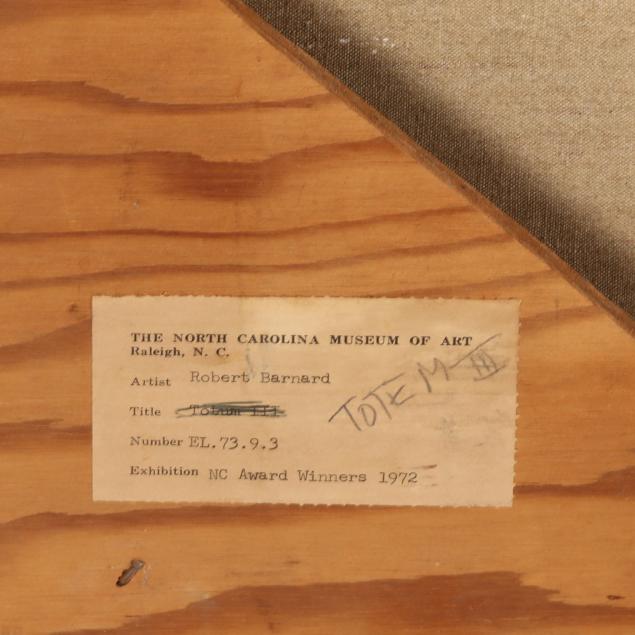 THE NORTH CAROLINA MUSEUM OF ART
Raleigh, N. C.
Artist Robert Barnard
Title Totum III
TOTEM III
Number EL.73.9.3
Exhibition NC Award Winners 1972